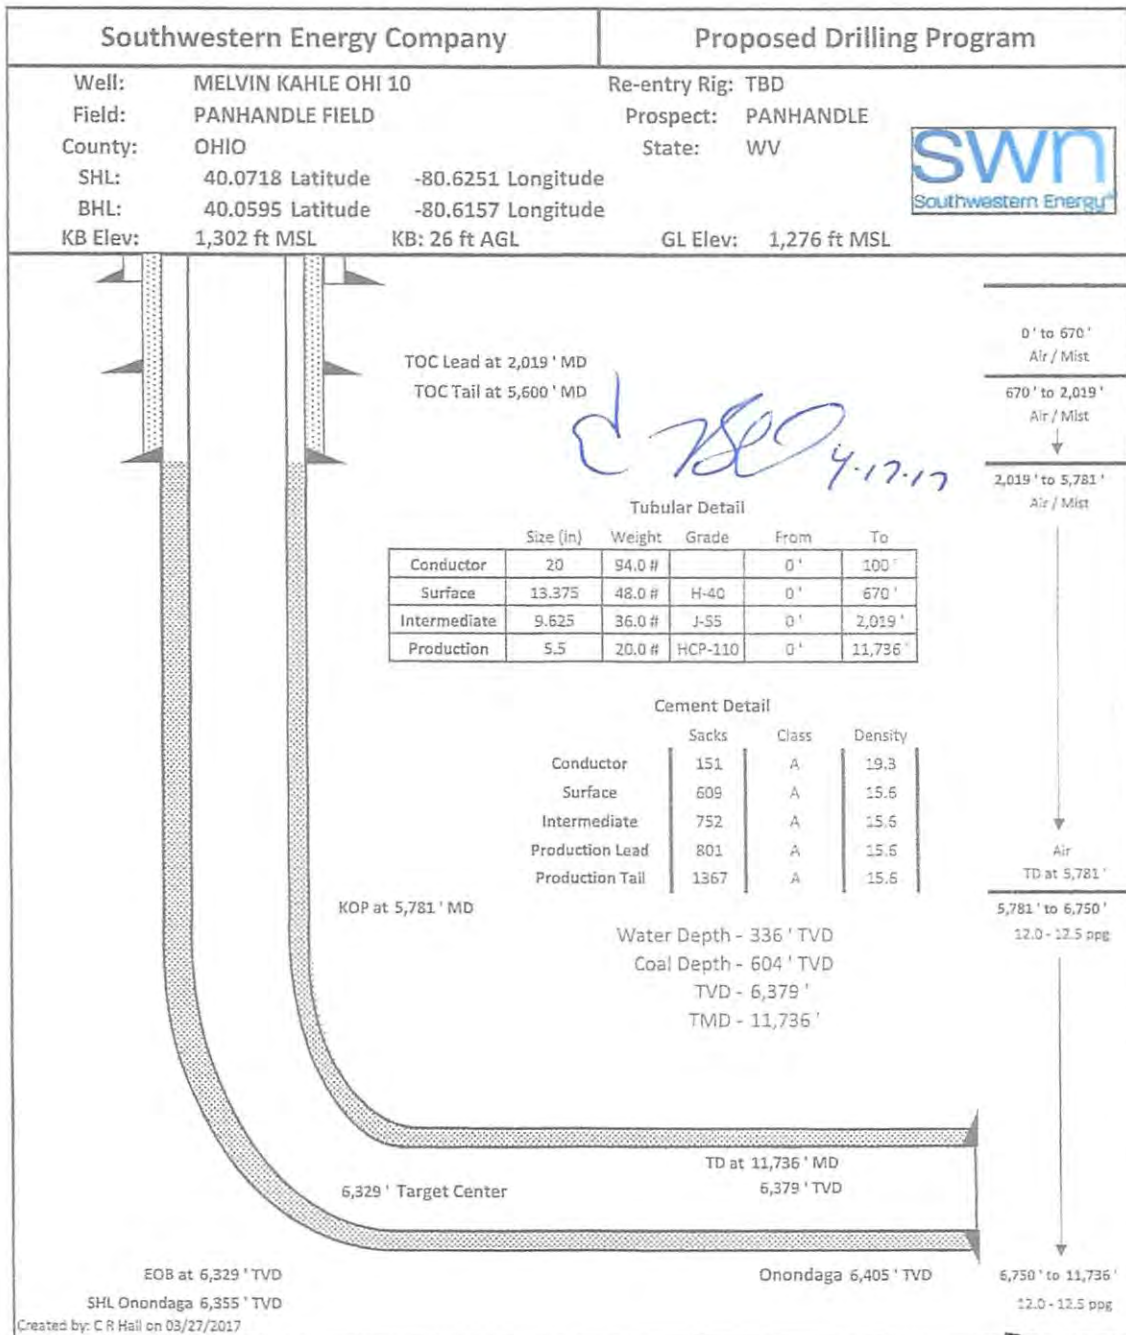 Southwestern Energy Company
Proposed Drilling Program
Well: MELVIN KAHLE OHI 10 Re-entry Rig: TBD
Field: PANHANDLE FIELD Prospect: PANHANDLE
County: OHIO State: WV
SHL: 40.0718 Latitude -80.6251 Longitude
BHL: 40.0595 Latitude -80.6157 Longitude
KB Elev: 1,302 ft MSL KB: 26 ft AGL GL Elev: 1,276 ft MSL
swn
Southwestern Energy
0 ' to 670 '
Air / Mist
TOC Lead at 2,019 ' MD
TOC Tail at 5,600 ' MD
670 ' to 2,019 '
Air / Mist
4-17-17
2,019 ' to 5,781 '
Air / Mist
Tubular Detail
Size (in) Weight Grade From To
Conductor 20 94.0 # 0 ' 100 '
Surface 13.375 48.0 # H-40 0 ' 670 '
Intermediate 9.625 36.0 # J-55 0 ' 2,019 '
Production 5.5 20.0 # HCP-110 0 ' 11,736 '
Cement Detail
Sacks Class Density
Conductor 151 A 19.3
Surface 609 A 15.6
Intermediate 752 A 15.6
Production Lead 801 A 15.6
Production Tail 1367 A 15.6
Air
TD at 5,781 '
KOP at 5,781 ' MD
5,781 ' to 6,750 '
12.0 - 12.5 ppg
Water Depth - 336 ' TVD
Coal Depth - 604 ' TVD
TVD - 6,379 '
TMD - 11,736 '
TD at 11,736 ' MD
6,379 ' TVD
6,329 ' Target Center
EOB at 6,329 ' TVD
Onondaga 6,405 ' TVD
6,750 ' to 11,736 '
SHL Onondaga 6,355 ' TVD
12.0 - 12.5 ppg
Created by: C R Hall on 03/27/2017